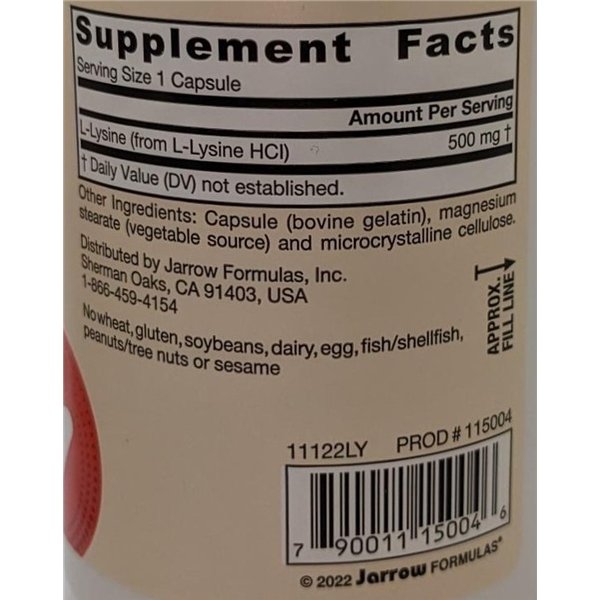 Supplement Facts
Serving Size 1 Capsule
Amount Per Serving
L-Lysine (from L-Lysine HCl) 500 mg †
† Daily Value (DV) not established.
Other Ingredients: Capsule (bovine gelatin), magnesium
stearate (vegetable source) and microcrystalline cellulose.
Distributed by Jarrow Formulas, Inc.
Sherman Oaks, CA 91403, USA
1-866-459-4154
No wheat, gluten, soybeans, dairy, egg, fish/shellfish,
peanuts/tree nuts or sesame
APPROX.
FILL LINE
11122LY PROD # 115004
7 90011 15004 6
© 2022 Jarrow FORMULAS®